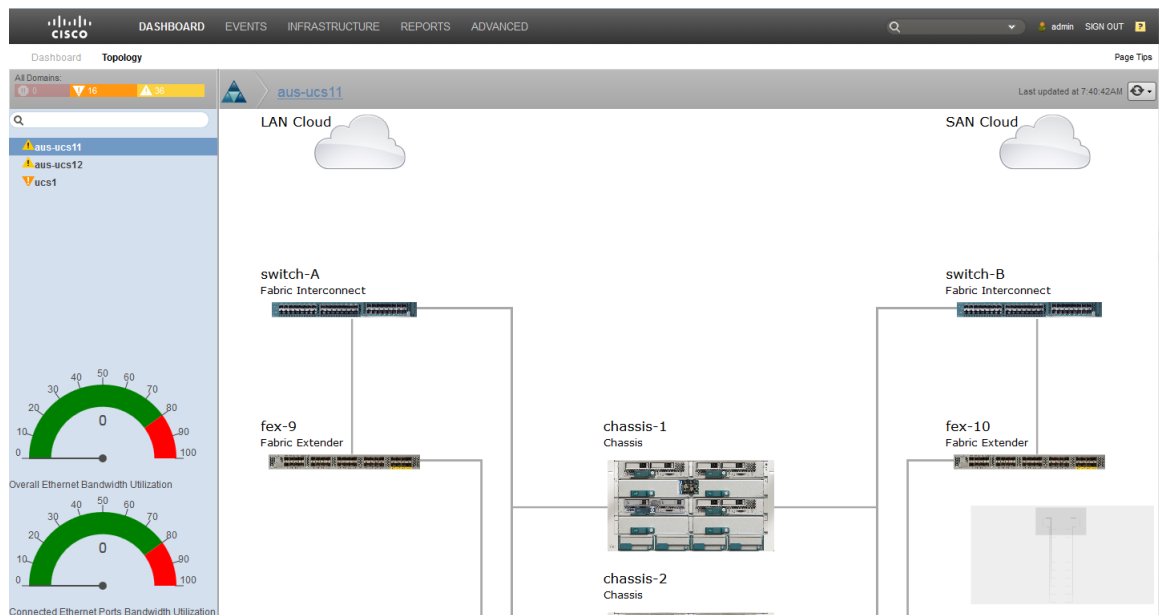 CISCO
DASHBOARD EVENTS INFRASTRUCTURE REPORTS ADVANCED
admin SIGN OUT ?
Dashboard Topology
Page Tips
All Domains:
0 16 36
aus-ucs11
Last updated at 7:40:42AM
aus-ucs11
aus-ucs12
ucs1
LAN Cloud
SAN Cloud
switch-A
Fabric Interconnect
switch-B
Fabric Interconnect
fex-9
Fabric Extender
chassis-1
Chassis
fex-10
Fabric Extender
chassis-2
Chassis
0 10 20 30 40 50 60 70 80 90 100
0
Overall Ethernet Bandwidth Utilization
0 10 20 30 40 50 60 70 80 90 100
0
Connected Ethernet Ports Bandwidth Utilization